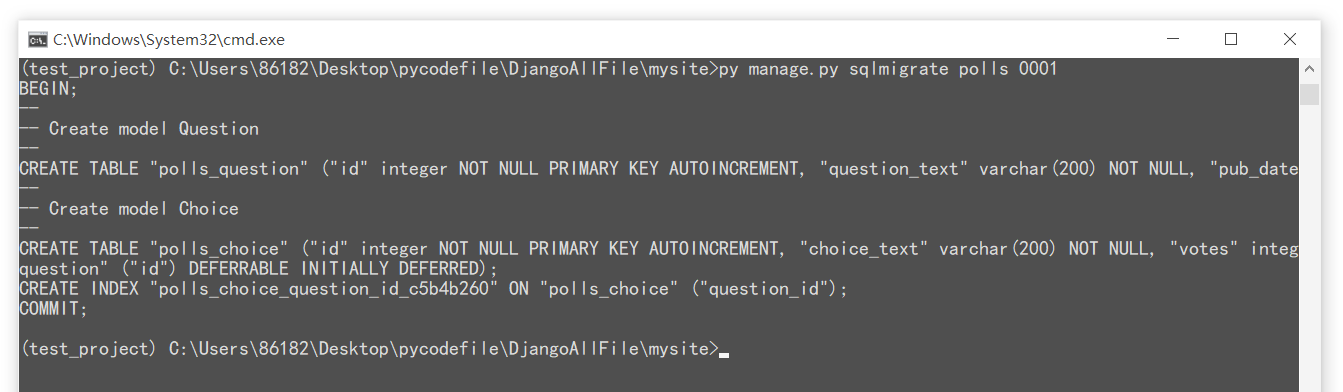 C:\Windows\System32\cmd.exe
(test_project) C:\Users\86182\Desktop\pycodefile\DjangoAllFile\mysite>py manage.py sqlmigrate polls 0001
BEGIN;
--
-- Create model Question
--
CREATE TABLE "polls_question" ("id" integer NOT NULL PRIMARY KEY AUTOINCREMENT, "question_text" varchar(200) NOT NULL, "pub_date
--
-- Create model Choice
--
CREATE TABLE "polls_choice" ("id" integer NOT NULL PRIMARY KEY AUTOINCREMENT, "choice_text" varchar(200) NOT NULL, "votes" integ
question" ("id") DEFERRABLE INITIALLY DEFERRED);
CREATE INDEX "polls_choice_question_id_c5b4b260" ON "polls_choice" ("question_id");
COMMIT;
(test_project) C:\Users\86182\Desktop\pycodefile\DjangoAllFile\mysite>